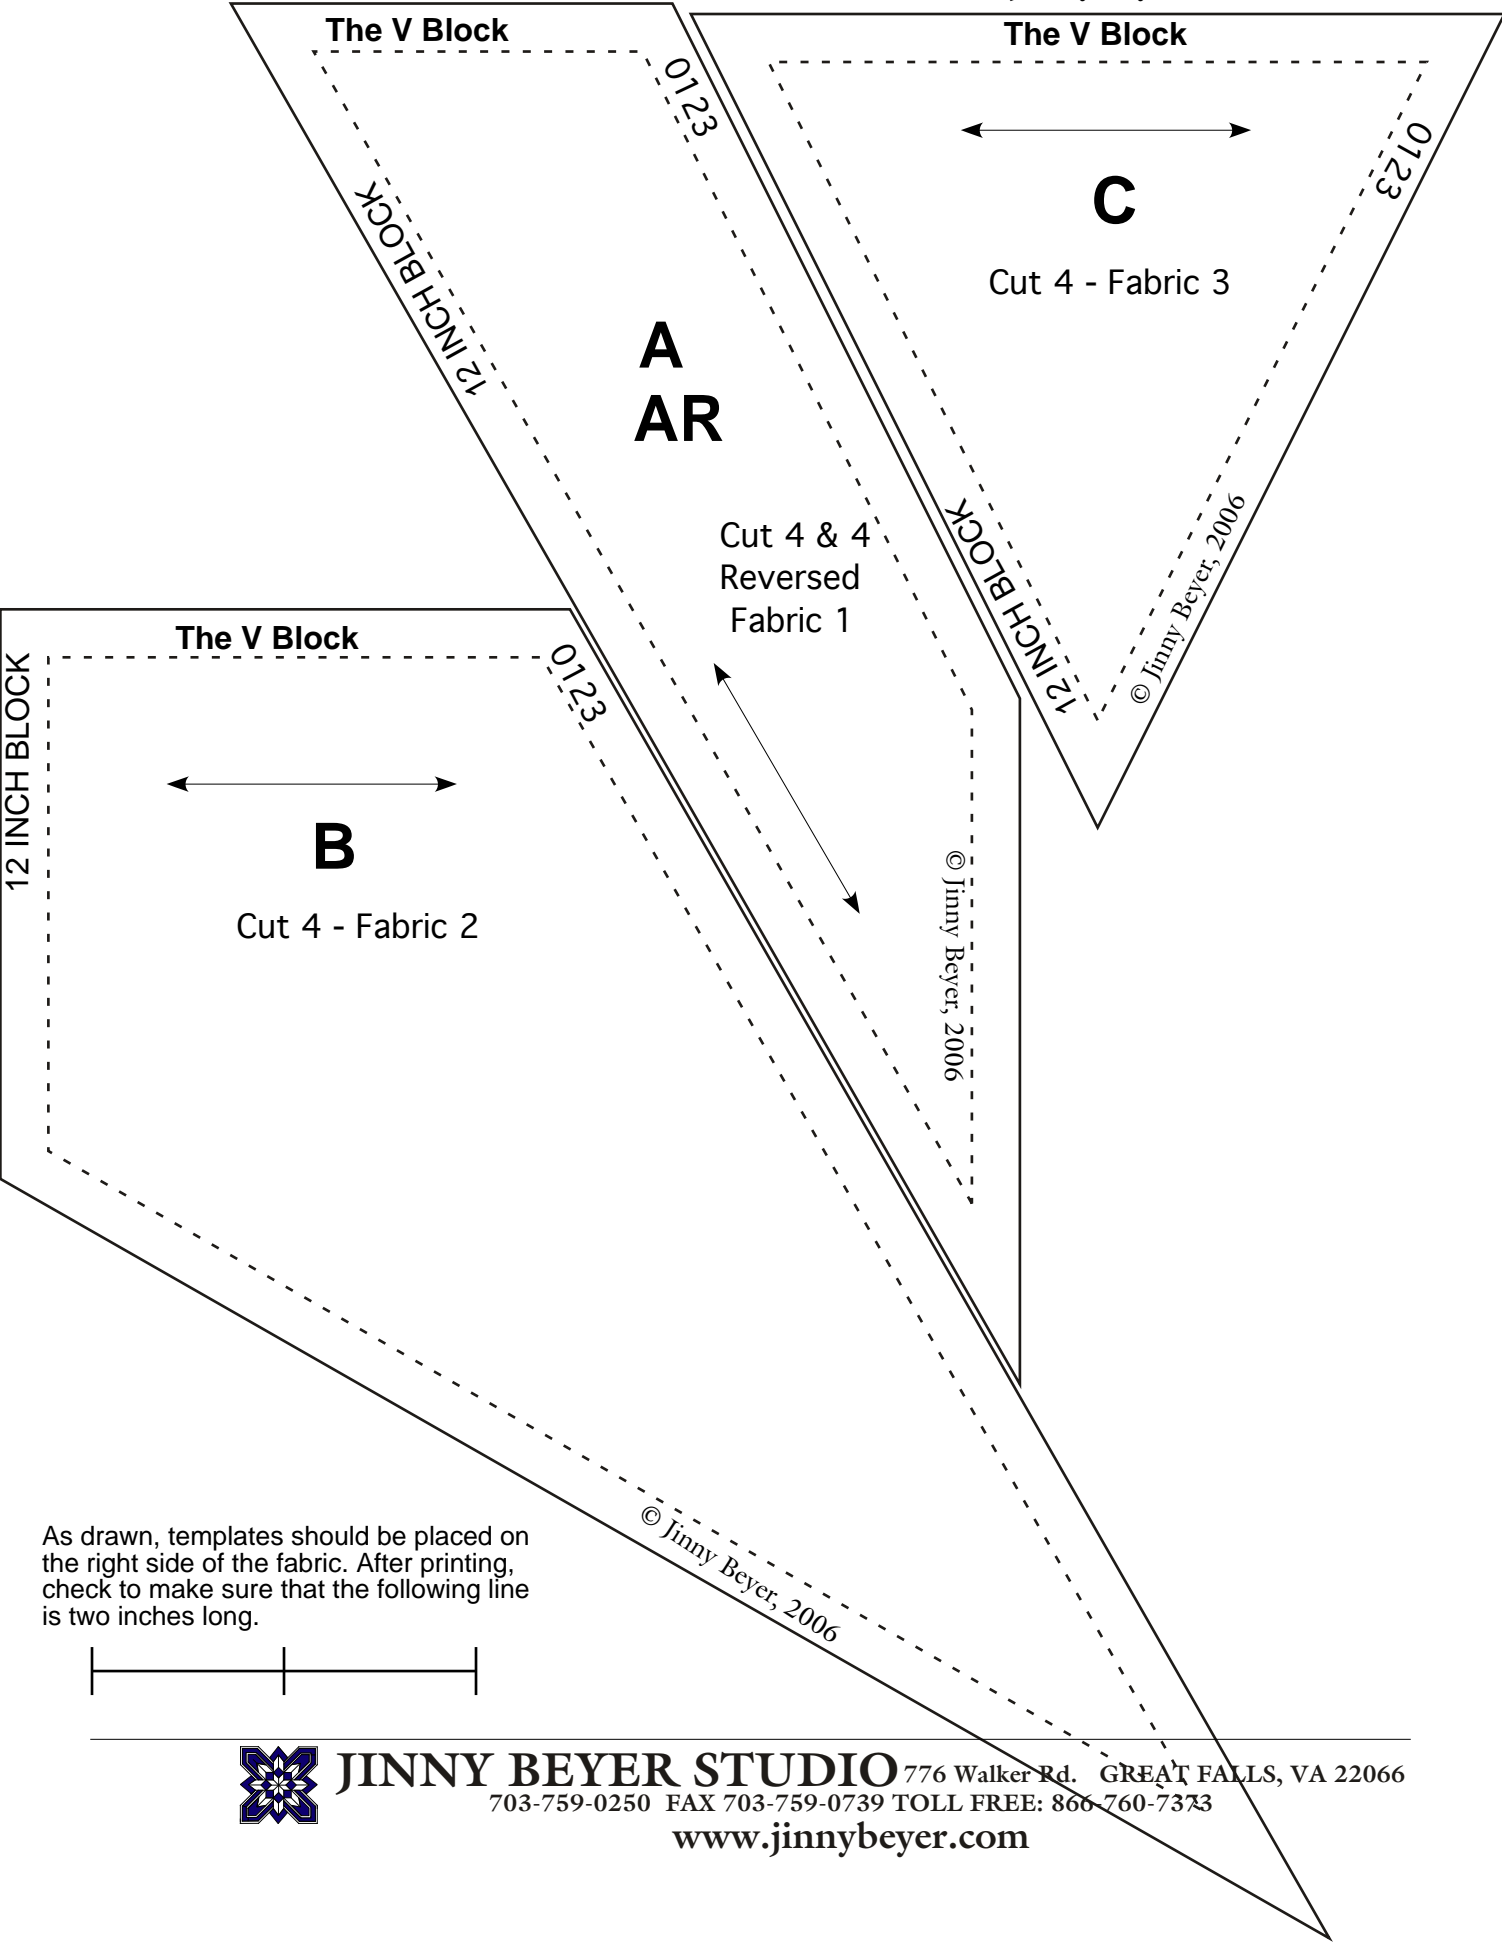 The V Block
0123
12 INCH BLOCK
A
AR
Cut 4 & 4
Reversed
Fabric 1
© Jinny Beyer, 2006
The V Block
0123
C
Cut 4 - Fabric 3
12 INCH BLOCK
© Jinny Beyer, 2006
The V Block
0123
12 INCH BLOCK
B
Cut 4 - Fabric 2
© Jinny Beyer, 2006
As drawn, templates should be placed on
the right side of the fabric. After printing,
check to make sure that the following line
is two inches long.
JINNY BEYER STUDIO 776 Walker Rd. GREAT FALLS, VA 22066
703-759-0250 FAX 703-759-0739 TOLL FREE: 866-760-7373
www.jinnybeyer.com